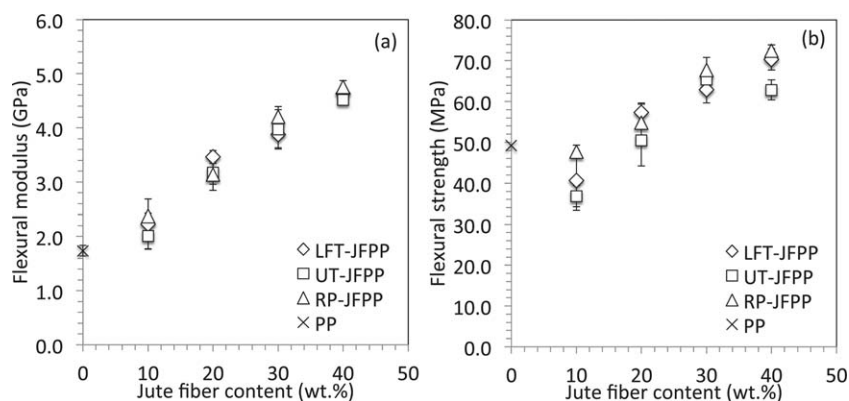 (a)
Flexural modulus (GPa)
6.0
5.0
4.0
3.0
2.0
1.0
0.0
LFT-JFPP
UT-JFPP
RP-JFPP
PP
0 10 20 30 40 50
Jute fiber content (wt.%)
(b)
Flexural strength (MPa)
80.0
70.0
60.0
50.0
40.0
30.0
20.0
10.0
0.0
LFT-JFPP
UT-JFPP
RP-JFPP
PP
0 10 20 30 40 50
Jute fiber content (wt.%)